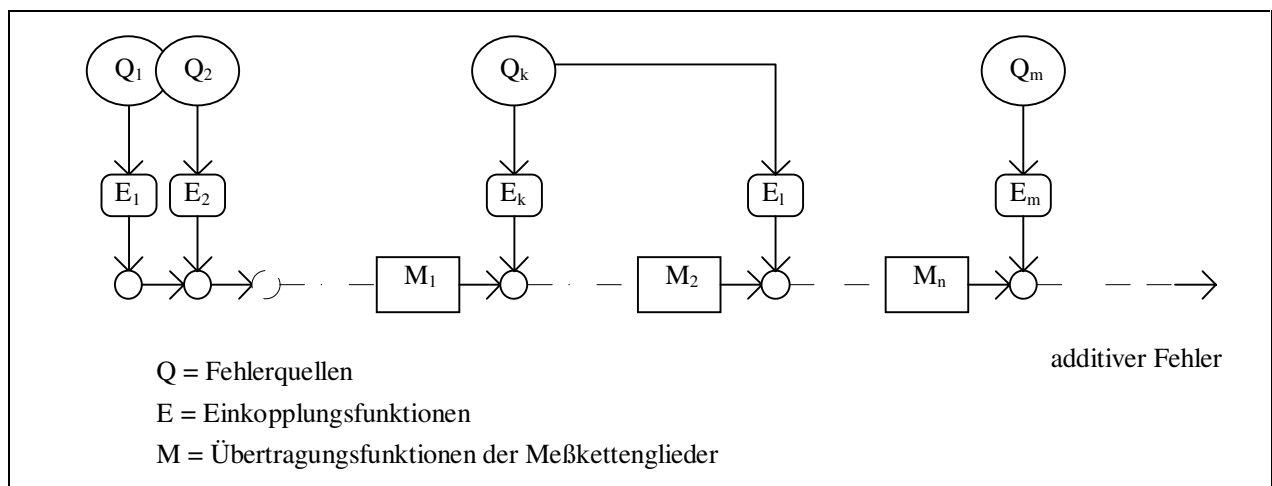 Q₁ Q₂ Qₖ Qₘ
E₁ E₂ Eₖ Eₗ Eₘ
M₁ M₂ Mₙ
additiver Fehler
Q = Fehlerquellen
E = Einkopplungsfunktionen
M = Übertragungsfunktionen der Meßkettenglieder